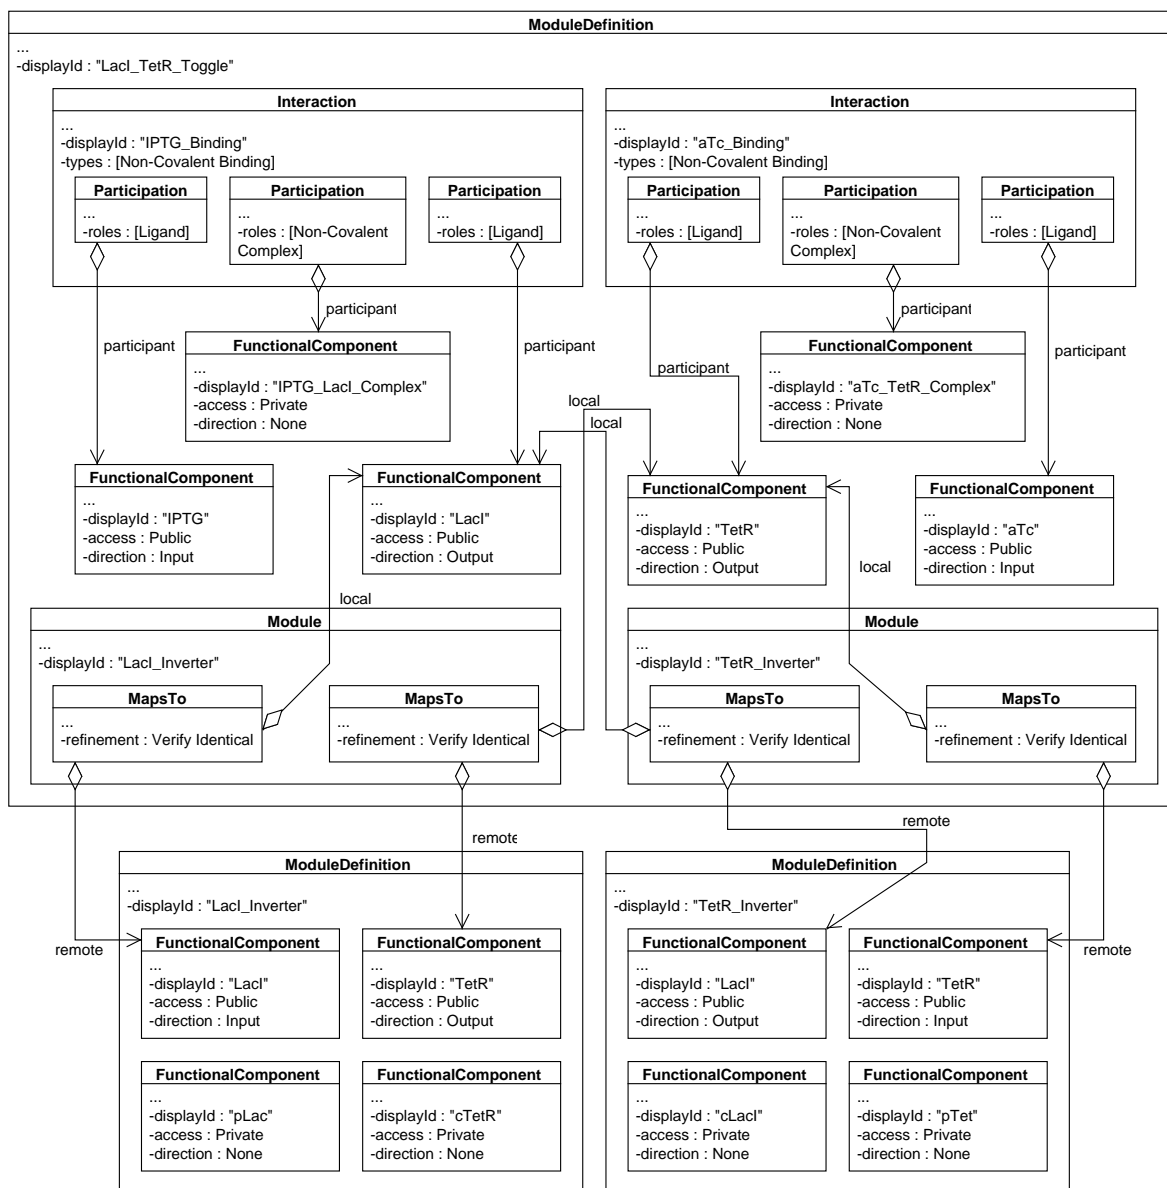 ModuleDefinition
...
-displayId : "LacI_TetR_Toggle"
Interaction
...
-displayId : "IPTG_Binding"
-types : [Non-Covalent Binding]
Participation
...
-roles : [Ligand]
Participation
...
-roles : [Non-Covalent
Complex]
Participation
...
-roles : [Ligand]
Interaction
...
-displayId : "aTc_Binding"
-types : [Non-Covalent Binding]
Participation
...
-roles : [Ligand]
Participation
...
-roles : [Non-Covalent
Complex]
Participation
...
-roles : [Ligand]
participant
participant
participant
participant
participant
participant
FunctionalComponent
...
-displayId : "IPTG_LacI_Complex"
-access : Private
-direction : None
FunctionalComponent
...
-displayId : "aTc_TetR_Complex"
-access : Private
-direction : None
local
local
FunctionalComponent
...
-displayId : "IPTG"
-access : Public
-direction : Input
FunctionalComponent
...
-displayId : "LacI"
-access : Public
-direction : Output
FunctionalComponent
...
-displayId : "TetR"
-access : Public
-direction : Output
FunctionalComponent
...
-displayId : "aTc"
-access : Public
-direction : Input
local
local
Module
...
-displayId : "LacI_Inverter"
MapsTo
...
-refinement : Verify Identical
MapsTo
...
-refinement : Verify Identical
Module
...
-displayId : "TetR_Inverter"
MapsTo
...
-refinement : Verify Identical
MapsTo
...
-refinement : Verify Identical
remote
remote
remote
remote
ModuleDefinition
...
-displayId : "LacI_Inverter"
FunctionalComponent
...
-displayId : "LacI"
-access : Public
-direction : Input
FunctionalComponent
...
-displayId : "TetR"
-access : Public
-direction : Output
FunctionalComponent
...
-displayId : "pLac"
-access : Private
-direction : None
FunctionalComponent
...
-displayId : "cTetR"
-access : Private
-direction : None
ModuleDefinition
...
-displayId : "TetR_Inverter"
FunctionalComponent
...
-displayId : "LacI"
-access : Public
-direction : Output
FunctionalComponent
...
-displayId : "TetR"
-access : Public
-direction : Input
FunctionalComponent
...
-displayId : "cLacI"
-access : Private
-direction : None
FunctionalComponent
...
-displayId : "pTet"
-access : Private
-direction : None